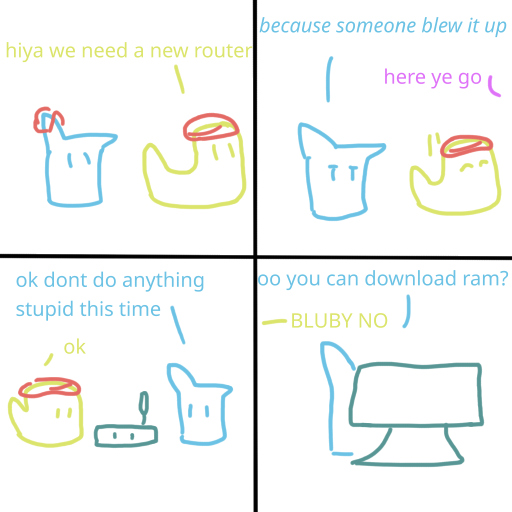 hiya we need a new router
because someone blew it up
here ye go
ok dont do anything
stupid this time
ok
oo you can download ram?
BLUBY NO